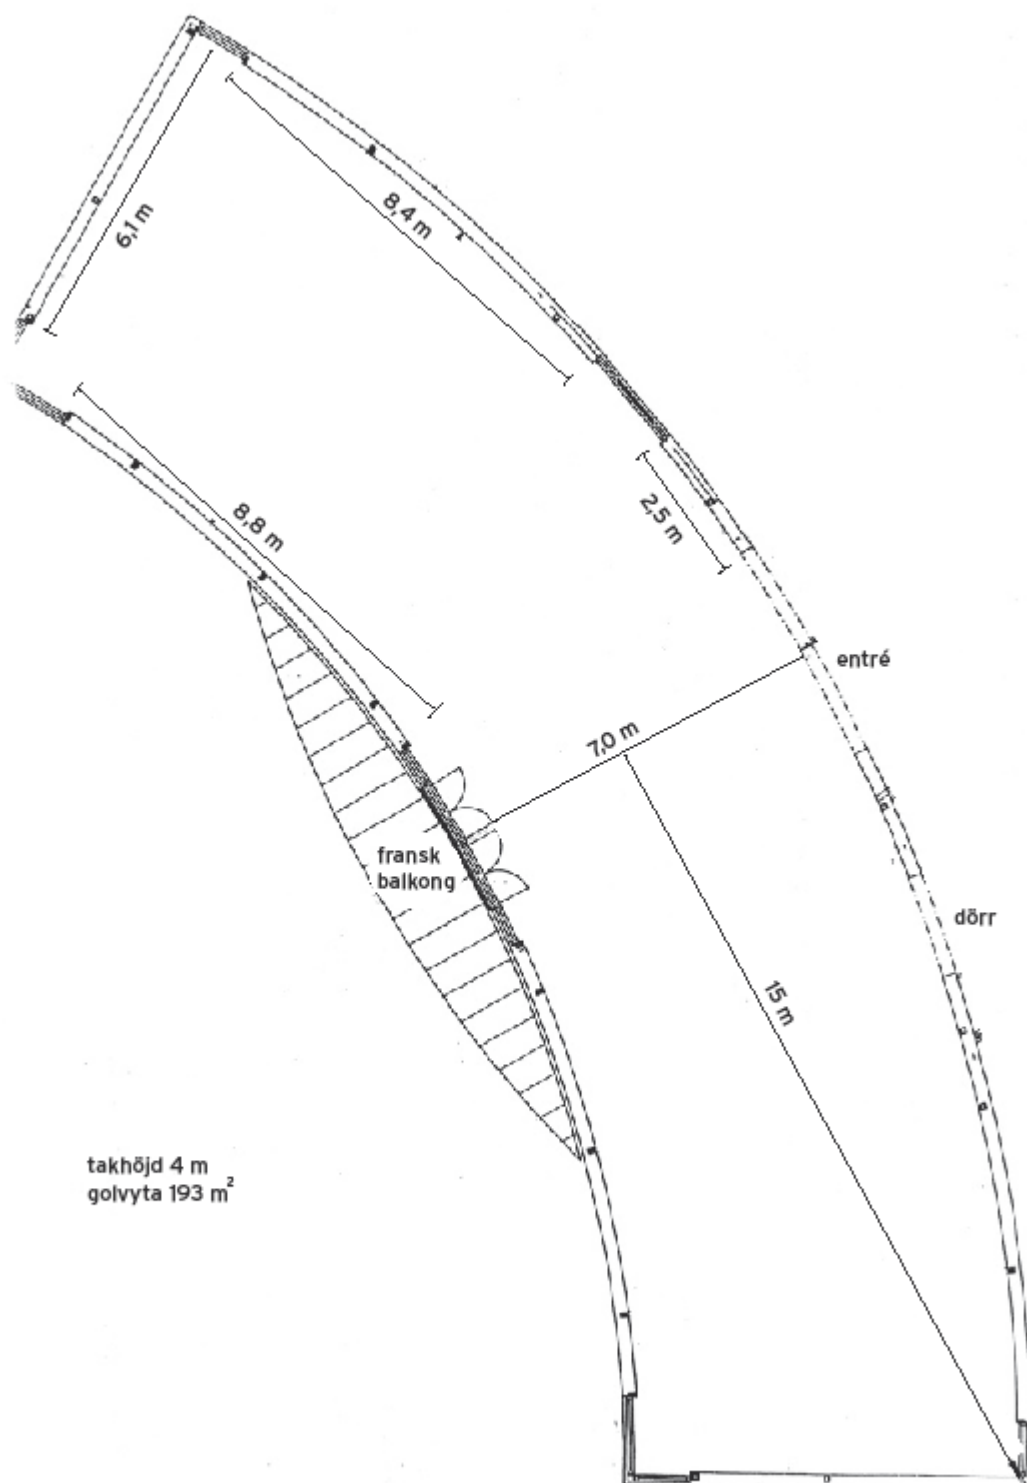 6,1 m
8,4 m
8,8 m
2,5 m
entré
7,0 m
fransk
balkong
dörr
15 m
takhöjd 4 m
golvyta 193 m²